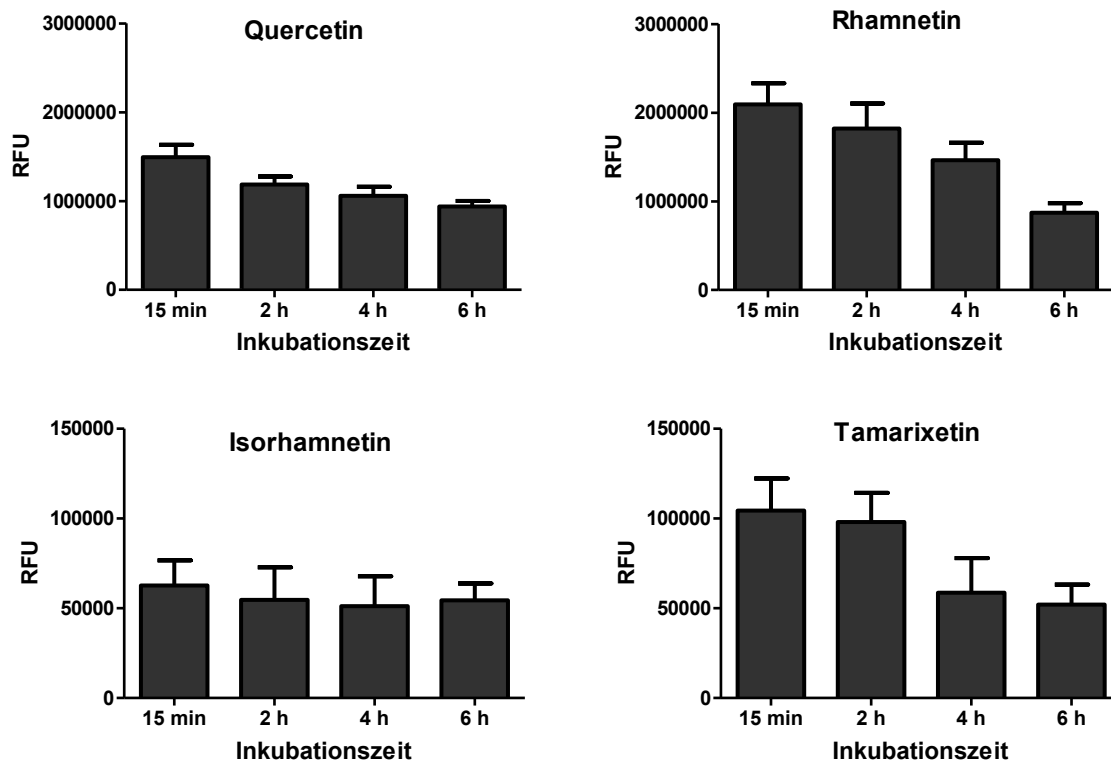 Quercetin
3000000
2000000
1000000
0
RFU
15 min 2 h 4 h 6 h
Inkubationszeit
Rhamnetin
3000000
2000000
1000000
0
RFU
15 min 2 h 4 h 6 h
Inkubationszeit
Isorhamnetin
150000
100000
50000
0
RFU
15 min 2 h 4 h 6 h
Inkubationszeit
Tamarixetin
150000
100000
50000
0
RFU
15 min 2 h 4 h 6 h
Inkubationszeit